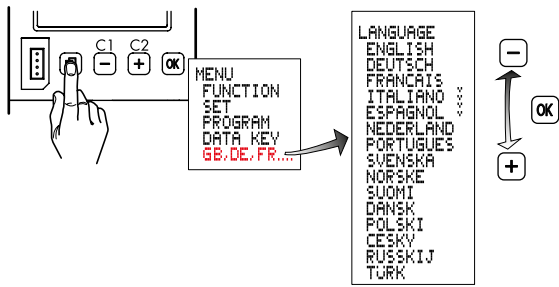 C1 C2
− + OK
MENU
FUNCTION
SET
PROGRAM
DATA KEY
GB,DE,FR....
LANGUAGE
ENGLISH
DEUTSCH
FRANCAIS
ITALIANO
ESPAGNOL
NEDERLAND
PORTUGUES
SVENSKA
NORSKE
SUOMI
DANSK
POLSKI
CESKY
RUSSKIJ
TURK
−
OK
+